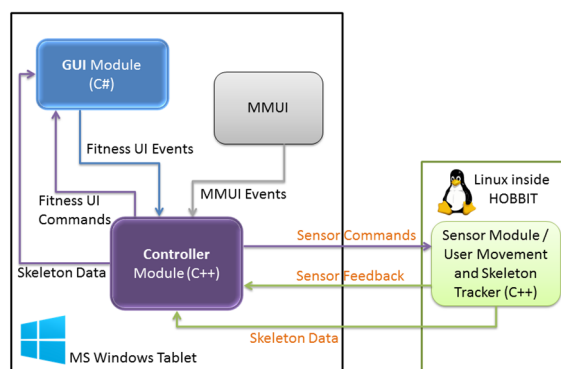 GUI Module
(C#)
MMUI
Fitness UI Events
MMUI Events
Fitness UI
Commands
Skeleton Data
Controller
Module (C++)
MS Windows Tablet
Sensor Commands
Sensor Feedback
Skeleton Data
Linux inside
HOBBIT
Sensor Module /
User Movement
and Skeleton
Tracker (C++)